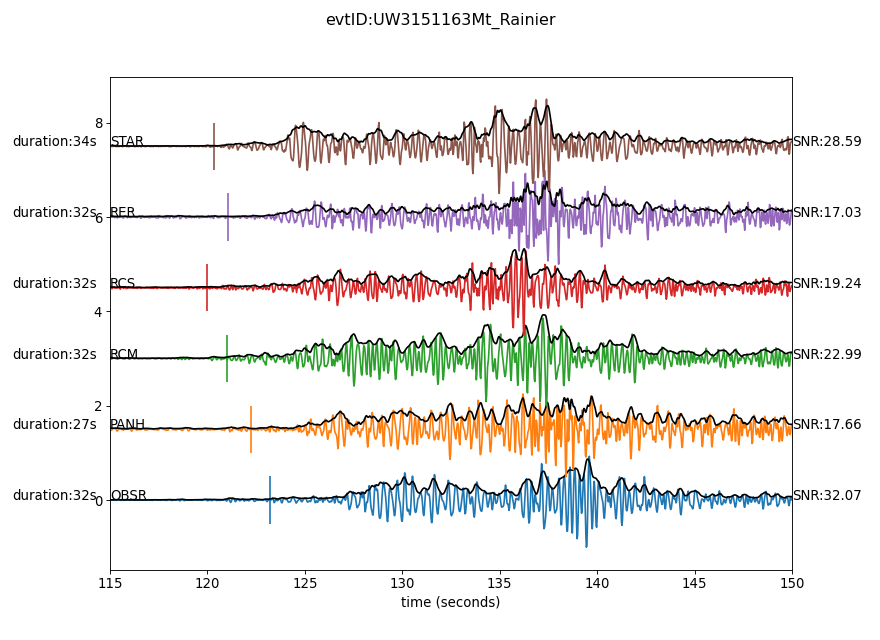 evtID:UW3151163Mt_Rainier
8
duration:34s STAR SNR:28.59
duration:32s RER SNR:17.03
6
duration:32s RCS SNR:19.24
4
duration:32s RCM SNR:22.99
2
duration:27s PANH SNR:17.66
duration:32s OBSR SNR:32.07
0
115 120 125 130 135 140 145 150
time (seconds)